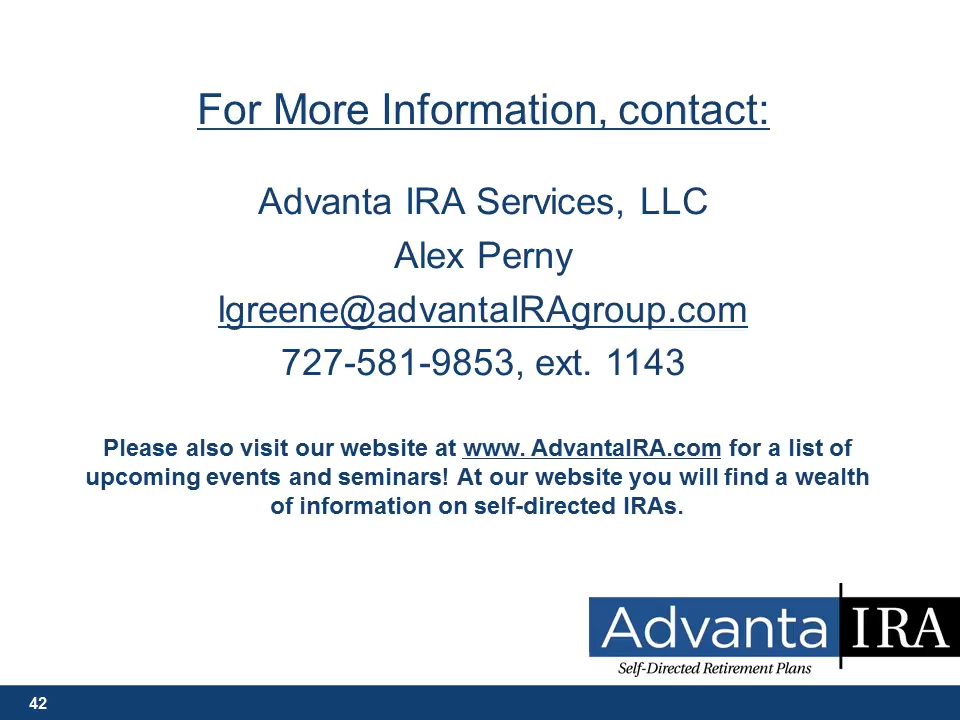 For More Information, contact:
Advanta IRA Services, LLC
Alex Perny
lgreene@advantaIRAgroup.com
727-581-9853, ext. 1143
Please also visit our website at www. AdvantaIRA.com for a list of
upcoming events and seminars! At our website you will find a wealth
of information on self-directed IRAs.
Advanta IRA
Self-Directed Retirement Plans
42